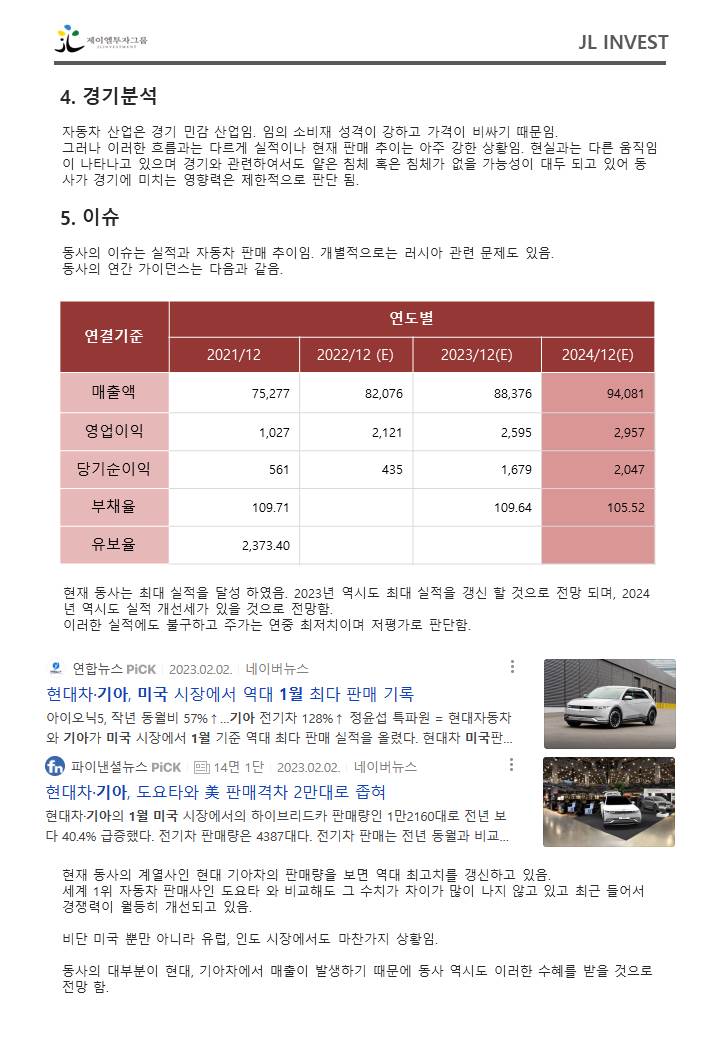 제이엘투자그룹
JL INVESTMENT
JL INVEST
4. 경기분석
자동차 산업은 경기 민감 산업임. 임의 소비재 성격이 강하고 가격이 비싸기 때문임.
그러나 이러한 흐름과는 다르게 실적이나 현재 판매 추이는 아주 강한 상황임. 현실과는 다른 움직임
이 나타나고 있으며 경기와 관련하여서도 얕은 침체 혹은 침체가 없을 가능성이 대두 되고 있어 동
사가 경기에 미치는 영향력은 제한적으로 판단 됨.
5. 이슈
동사의 이슈는 실적과 자동차 판매 추이임. 개별적으로는 러시아 관련 문제도 있음.
동사의 연간 가이던스는 다음과 같음.
연결기준 연도별
2021/12 2022/12 (E) 2023/12(E) 2024/12(E)
매출액 75,277 82,076 88,376 94,081
영업이익 1,027 2,121 2,595 2,957
당기순이익 561 435 1,679 2,047
부채율 109.71 109.64 105.52
유보율 2,373.40
현재 동사는 최대 실적을 달성 하였음. 2023년 역시도 최대 실적을 갱신 할 것으로 전망 되며, 2024
년 역시도 실적 개선세가 있을 것으로 전망함.
이러한 실적에도 불구하고 주가는 연중 최저치이며 저평가로 판단함.
연합뉴스 PiCK 2023.02.02. 네이버뉴스
현대차·기아, 미국 시장에서 역대 1월 최다 판매 기록
아이오닉5, 작년 동월비 57%↑...기아 전기차 128%↑ 정윤섭 특파원 = 현대자동차
와 기아가 미국 시장에서 1월 기준 역대 최다 판매 실적을 올렸다. 현대차 미국판...
fn 파이낸셜뉴스 PiCK 14면 1단 2023.02.02. 네이버뉴스
현대차·기아, 도요타와 美 판매격차 2만대로 좁혀
현대차·기아의 1월 미국 시장에서의 하이브리드카 판매량인 1만2160대로 전년 보
다 40.4% 급증했다. 전기차 판매량은 4387대다. 전기차 판매는 전년 동월과 비교...
현재 동사의 계열사인 현대 기아차의 판매량을 보면 역대 최고치를 갱신하고 있음.
세계 1위 자동차 판매사인 도요타 와 비교해도 그 수치가 차이가 많이 나지 않고 있고 최근 들어서
경쟁력이 월등히 개선되고 있음.
비단 미국 뿐만 아니라 유럽, 인도 시장에서도 마찬가지 상황임.
동사의 대부분이 현대, 기아차에서 매출이 발생하기 때문에 동사 역시도 이러한 수혜를 받을 것으로
전망 함.